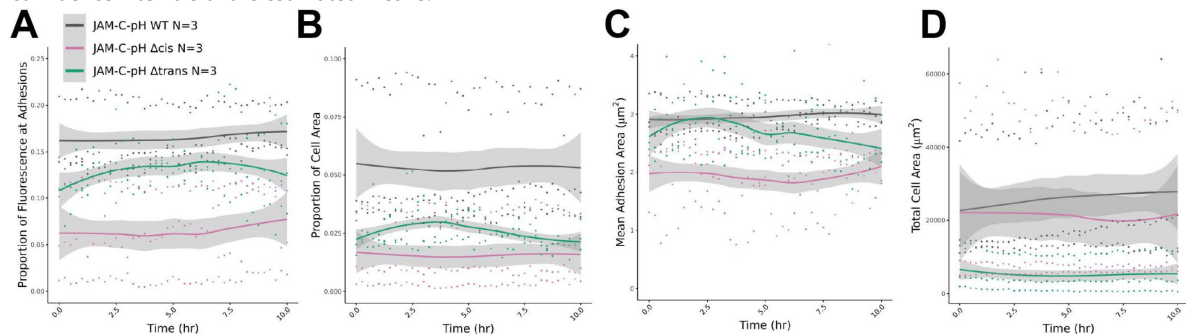 A
JAM-C-pH WT N=3
JAM-C-pH Δcis N=3
JAM-C-pH Δtrans N=3
Proportion of Fluorescence at Adhesions
0.25
0.20
0.15
0.10
0.05
0.00
0.0 2.5 5.0 7.5 10.0
Time (hr)
B
Proportion of Cell Area
0.100
0.075
0.050
0.025
0.000
0.0 2.5 5.0 7.5 10.0
Time (hr)
C
Mean Adhesion Area (μm²)
4
3
2
1
0
0.0 2.5 5.0 7.5 10.0
Time (hr)
D
Total Cell Area (μm²)
60000
40000
20000
0
0.0 2.5 5.0 7.5 10.0
Time (hr)